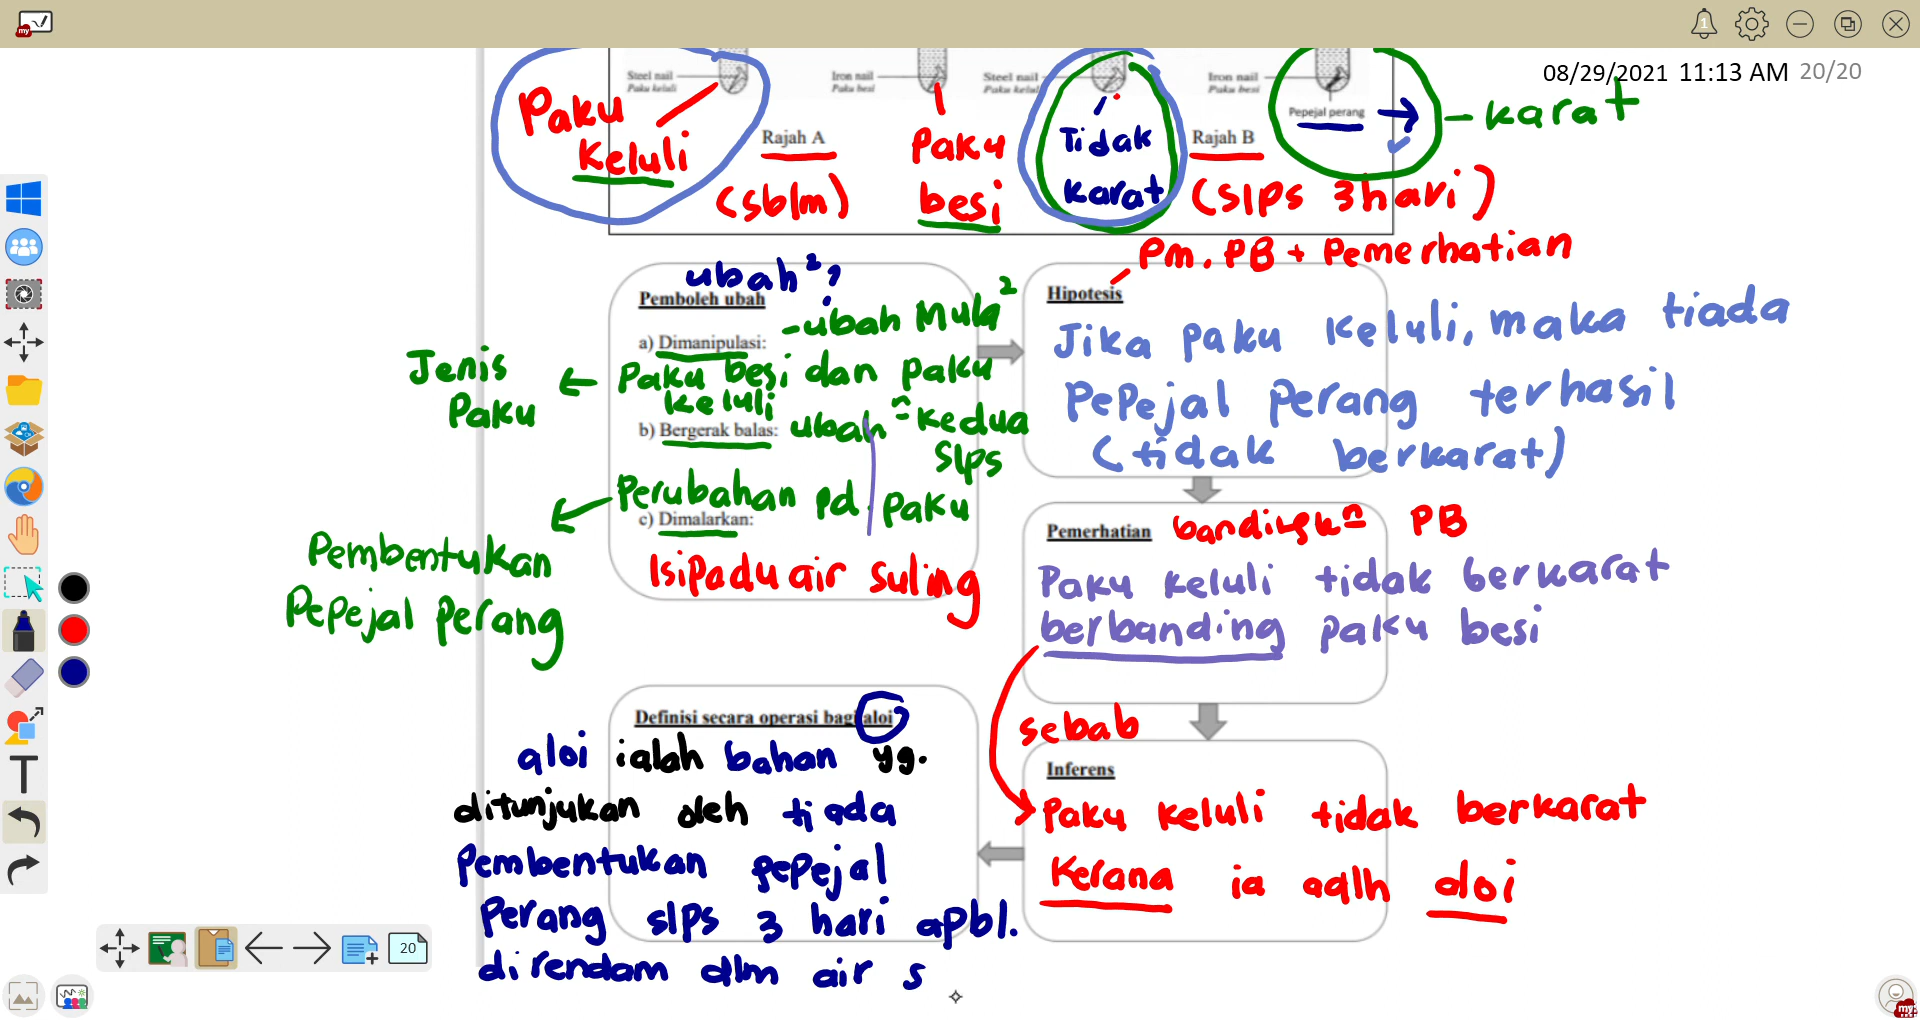 1
08/29/2021 11:13 AM 20/20
Steel nail
Paku keluli
Iron nail
Paku besi
Steel nail
Paku keluli
Iron nail
Paku besi
Pepejal perang
- karat
Paku
keluli
Rajah A
(sblm)
Paku
besi
Tidak
karat
Rajah B
(slps 3 hari)
ubah²?
Pemboleh ubah
- ubah Mula²
a) Dimanipulasi:
Paku besi dan paku
keluli
Jenis
Paku
b) Bergerak balas: ubah kedua
slps
Perubahan pd. paku
Pembentukan
Pepejal perang
c) Dimalarkan:
Isipadu air suling
Pm. PB + Pemerhatian
Hipotesis
Jika paku keluli, maka tiada
Pepejal perang terhasil
(tidak berkarat)
Pemerhatian bandingkn PB
Paku keluli tidak berkarat
berbanding paku besi
sebab
Inferens
Paku keluli tidak berkarat
Kerana ia adlh aloi
Definisi secara operasi bagi aloi
aloi ialah bahan yg.
ditunjukan oleh tiada
Pembentukan pepejal
Perang slps 3 hari apbl.
direndam dlm air s
T
20